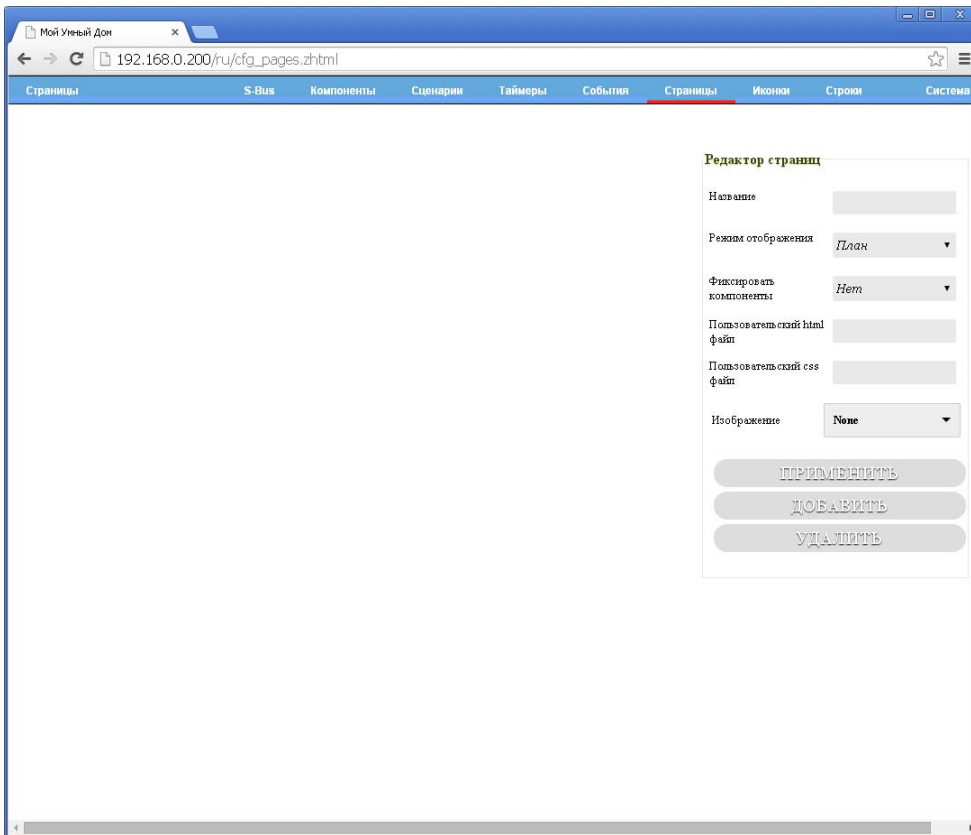 Мой Умный Дом
192.168.0.200/ru/cfg_pages.zhtml
Страницы S-Bus Компоненты Сценарии Таймеры События Страницы Иконки Строки Система
Редактор страниц
Название
Режим отображения План
Фиксировать
компоненты
Нет
Пользовательский html
файл
Пользовательский css
файл
Изображение None
ПРИМЕНИТЬ
ДОБАВИТЬ
УДАЛИТЬ